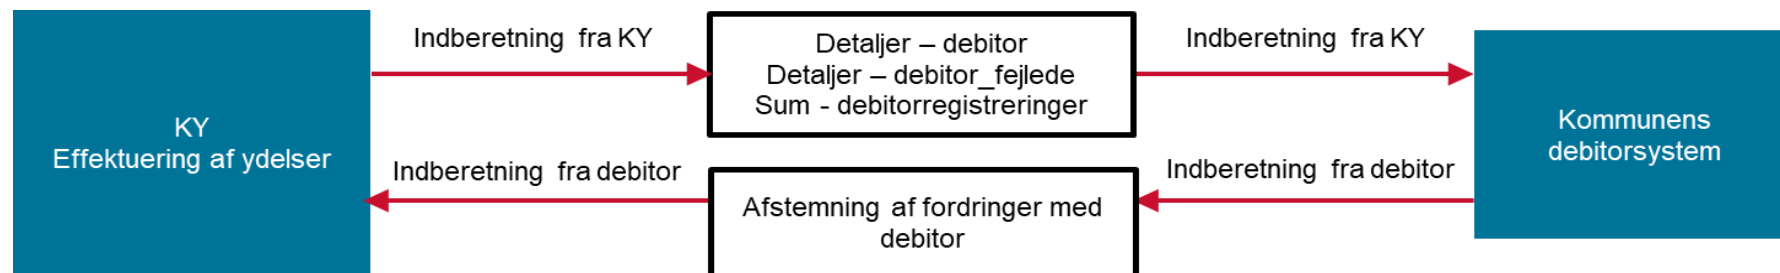 KY
Effektuering af ydelser
Indberetning fra KY
Detaljer – debitor
Detaljer – debitor_fejlede
Sum - debitorregistreringer
Indberetning fra KY
Kommunens
debitorsystem
Indberetning fra debitor
Afstemning af fordringer med
debitor
Indberetning fra debitor